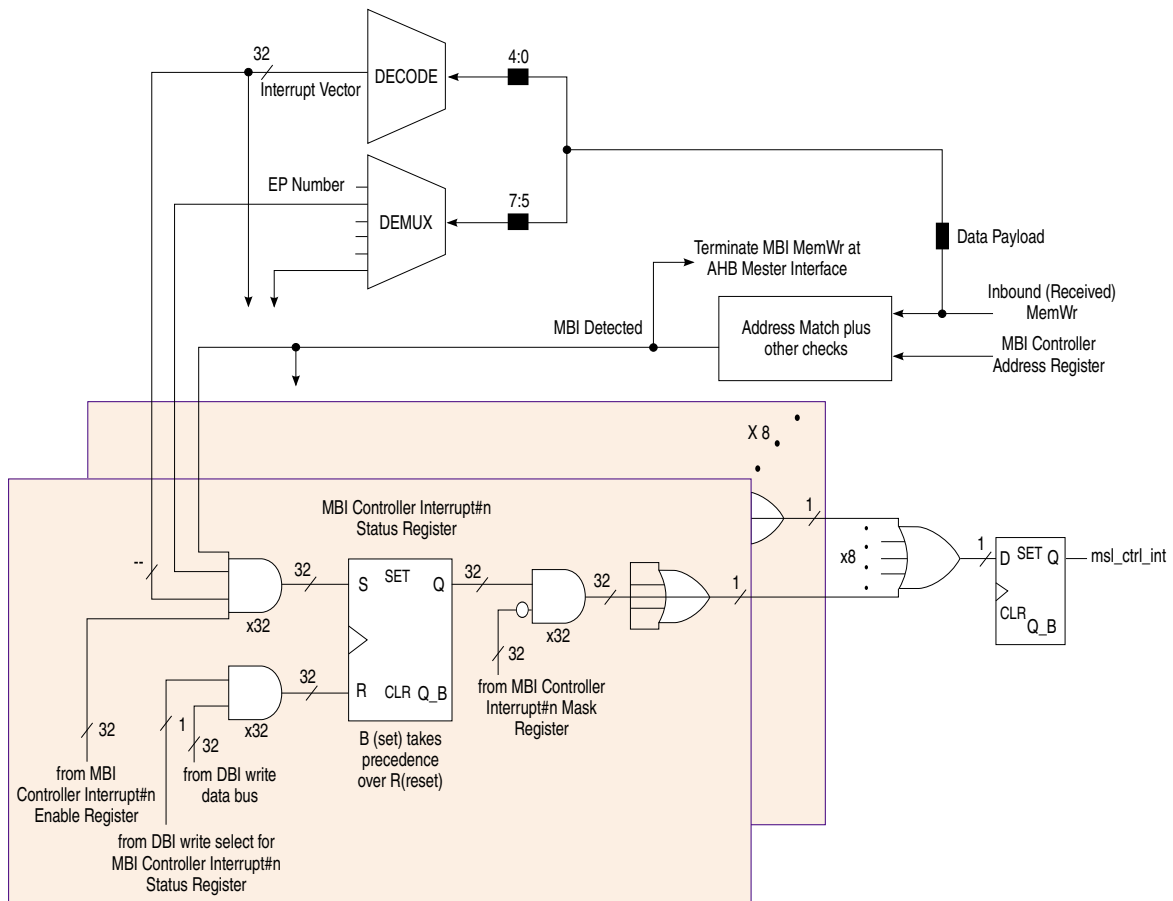 32
4:0
DECODE
Interrupt Vector
EP Number
7:5
DEMUX
Data Payload
Terminate MBI MemWr at
AHB Mester Interface
Inbound (Received)
MemWr
MBI Detected
Address Match plus
other checks
MBI Controller
Address Register
X 8
MBI Controller Interrupt#n
Status Register
1
x8
1
D SET Q
msl_ctrl_int
CLR
Q_B
--
32
S SET Q
32
32
1
x32
x32
32
32
R CLR Q_B
from MBI Controller
Interrupt#n Mask
Register
x32
32
1
32
B (set) takes
precedence
over R(reset)
from MBI
Controller Interrupt#n
Enable Register
from DBI write
data bus
from DBI write select for
MBI Controller Interrupt#n
Status Register